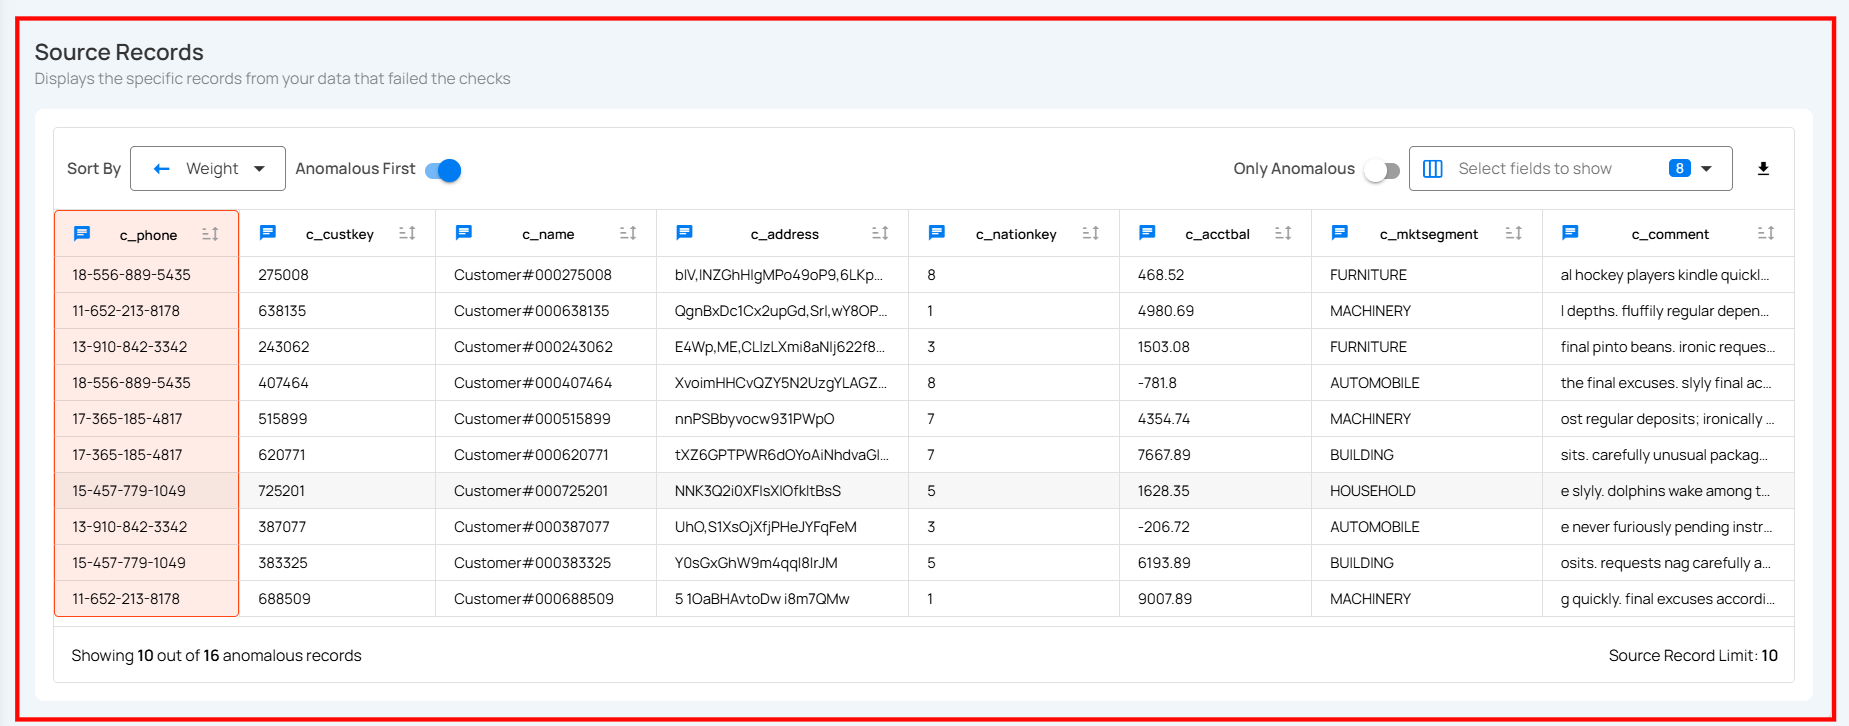 Source Records
Displays the specific records from your data that failed the checks
Sort By Weight Anomalous First Only Anomalous Select fields to show 8
c_phone c_custkey c_name c_address c_nationkey c_acctbal c_mktsegment c_comment
18-556-889-5435 275008 Customer#000275008 bIV,INZGhHlgMPo49oP9,6LKp... 8 468.52 FURNITURE al hockey players kindle quickl...
11-652-213-8178 638135 Customer#000638135 QgnBxDc1Cx2upGd,SrI,wY8OP... 1 4980.69 MACHINERY l depths. fluffily regular depen...
13-910-842-3342 243062 Customer#000243062 E4Wp,ME,CLlzLXmi8aNlj622f8... 3 1503.08 FURNITURE final pinto beans. ironic reques...
18-556-889-5435 407464 Customer#000407464 XvoimHHCvQZY5N2UzgYLAGZ... 8 -781.8 AUTOMOBILE the final excuses. slyly final ac...
17-365-185-4817 515899 Customer#000515899 nnPSBbyvocw931PWpO 7 4354.74 MACHINERY ost regular deposits; ironically ...
17-365-185-4817 620771 Customer#000620771 tXZ6GPTPWR6dOYoAiNhdvaGl... 7 7667.89 BUILDING sits. carefully unusual packag...
15-457-779-1049 725201 Customer#000725201 NNK3Q2i0XFIsXlOfkItBsS 5 1628.35 HOUSEHOLD e slyly. dolphins wake among t...
13-910-842-3342 387077 Customer#000387077 UhO,S1XsOjXfjPHeJYFqFeM 3 -206.72 AUTOMOBILE e never furiously pending instr...
15-457-779-1049 383325 Customer#000383325 Y0sGxGhW9m4qql8IrJM 5 6193.89 BUILDING osits. requests nag carefully a...
11-652-213-8178 688509 Customer#000688509 5 1OaBHAvtoDw i8m7QMw 1 9007.89 MACHINERY g quickly. final excuses accordi...
Showing 10 out of 16 anomalous records Source Record Limit: 10